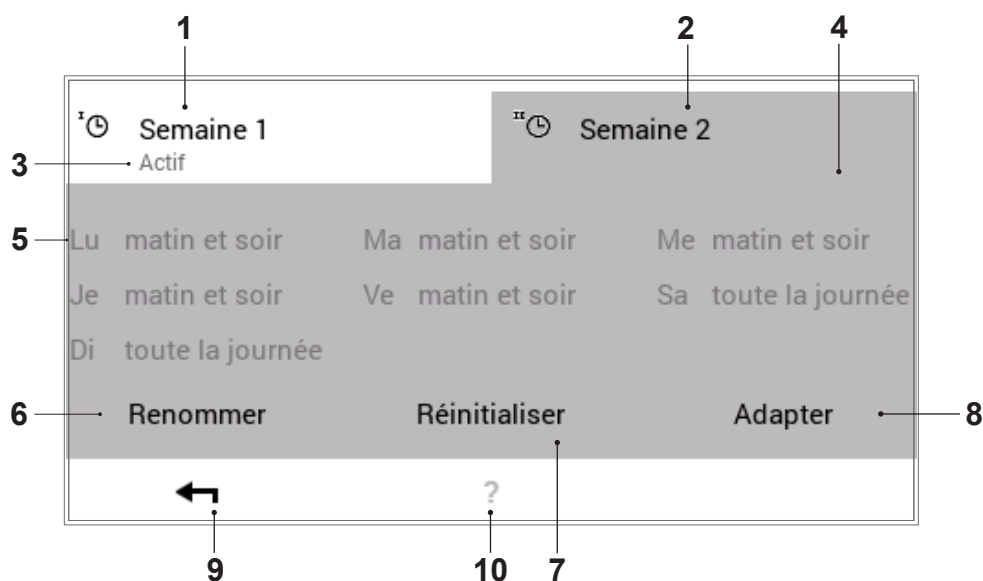 1 2 4
I Semaine 1 II Semaine 2
3 Actif
5 Lu matin et soir Ma matin et soir Me matin et soir
Je matin et soir Ve matin et soir Sa toute la journée
Di toute la journée
6 Renommer Réinitialiser Adapter 8
?
9 10 7